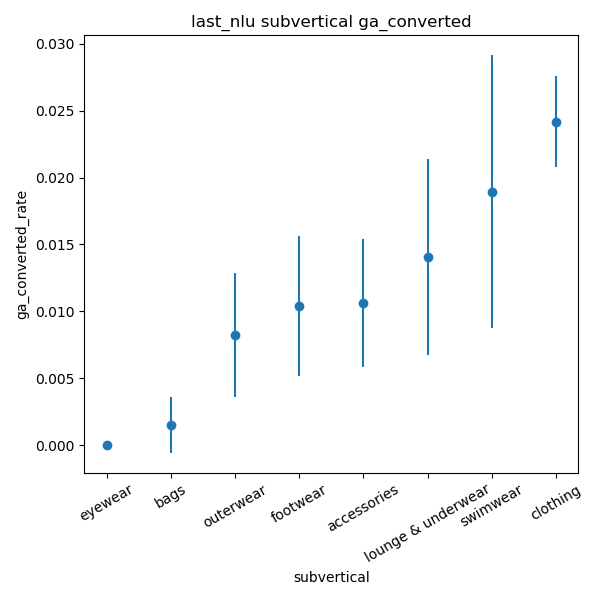 last_nlu subvertical ga_converted
0.030
0.025
0.020
0.015
0.010
0.005
0.000
ga_converted_rate
eyewear
bags
outerwear
footwear
accessories
lounge & underwear
swimwear
clothing
subvertical